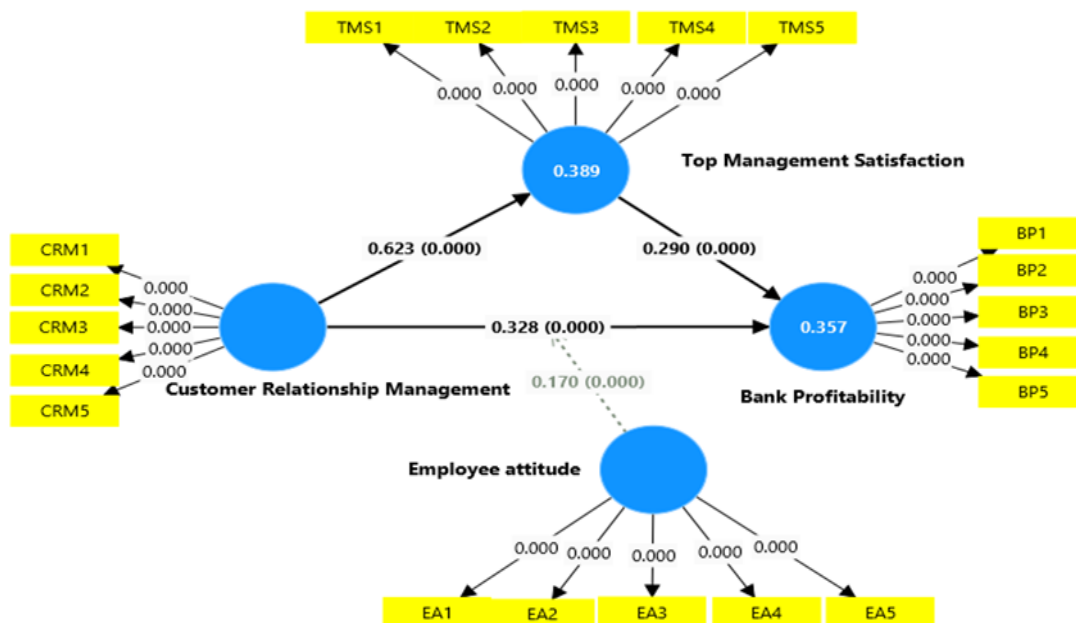 TMS1 TMS2 TMS3 TMS4 TMS5
0.000 0.000 0.000 0.000 0.000
0.389
Top Management Satisfaction
0.623 (0.000)
0.290 (0.000)
CRM1
CRM2
CRM3
CRM4
CRM5
0.000
0.000
0.000
0.000
0.000
Customer Relationship Management
0.328 (0.000)
0.170 (0.000)
0.357
Bank Profitability
0.000
0.000
0.000
0.000
0.000
BP1
BP2
BP3
BP4
BP5
Employee attitude
0.000 0.000 0.000 0.000 0.000
EA1 EA2 EA3 EA4 EA5